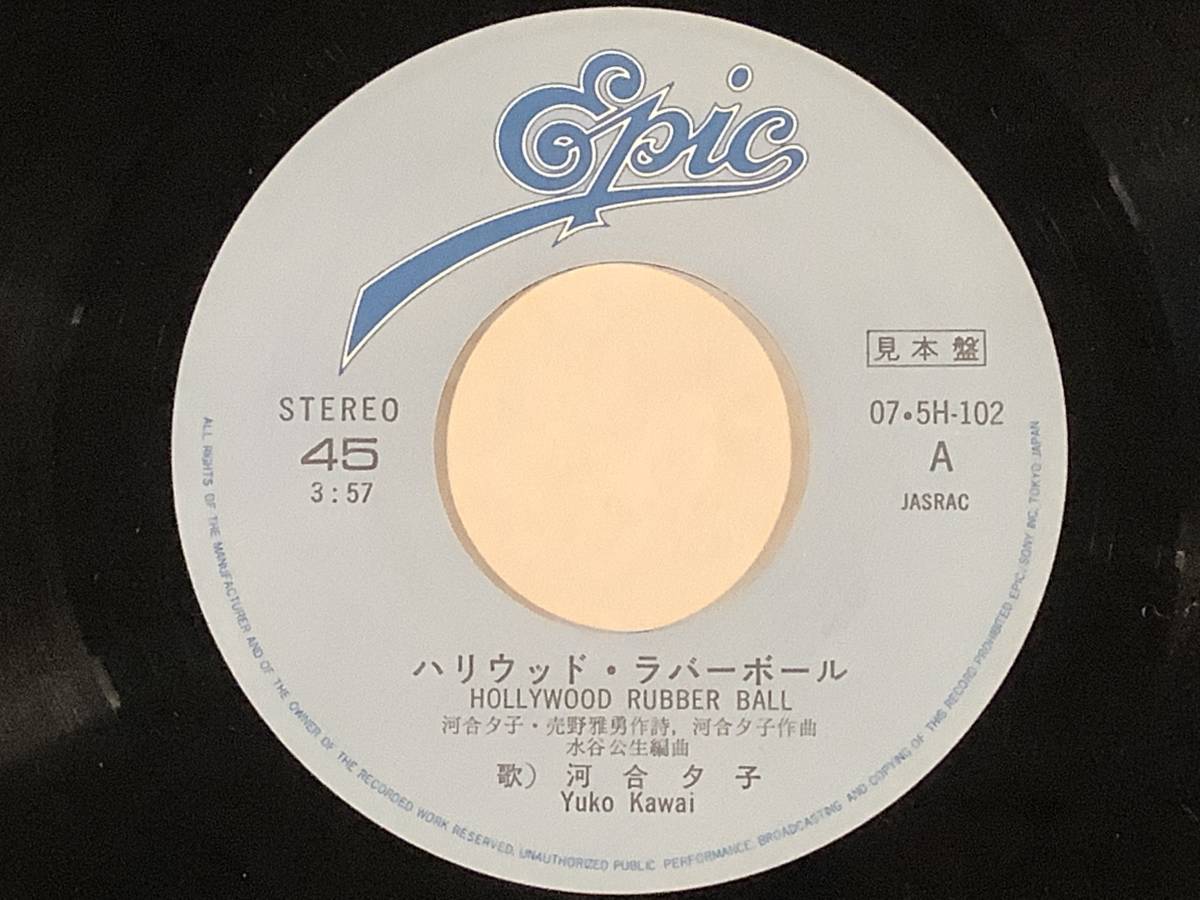 Epic
見本盤
STEREO
45
3:57
07・5H-102
A
JASRAC
ハリウッド・ラバーボール
HOLLYWOOD RUBBER BALL
河合夕子・売野雅勇作詩, 河合夕子作曲
水谷公生編曲
歌) 河合夕子
Yuko Kawai
ALL RIGHTS OF THE MANUFACTURER AND OF THE OWNER OF THE RECORDED WORK RESERVED. UNAUTHORIZED PUBLIC PERFORMANCE, BROADCASTING AND COPYING OF THIS RECORD PROHIBITED EPIC/SONY INC. TOKYO JAPAN